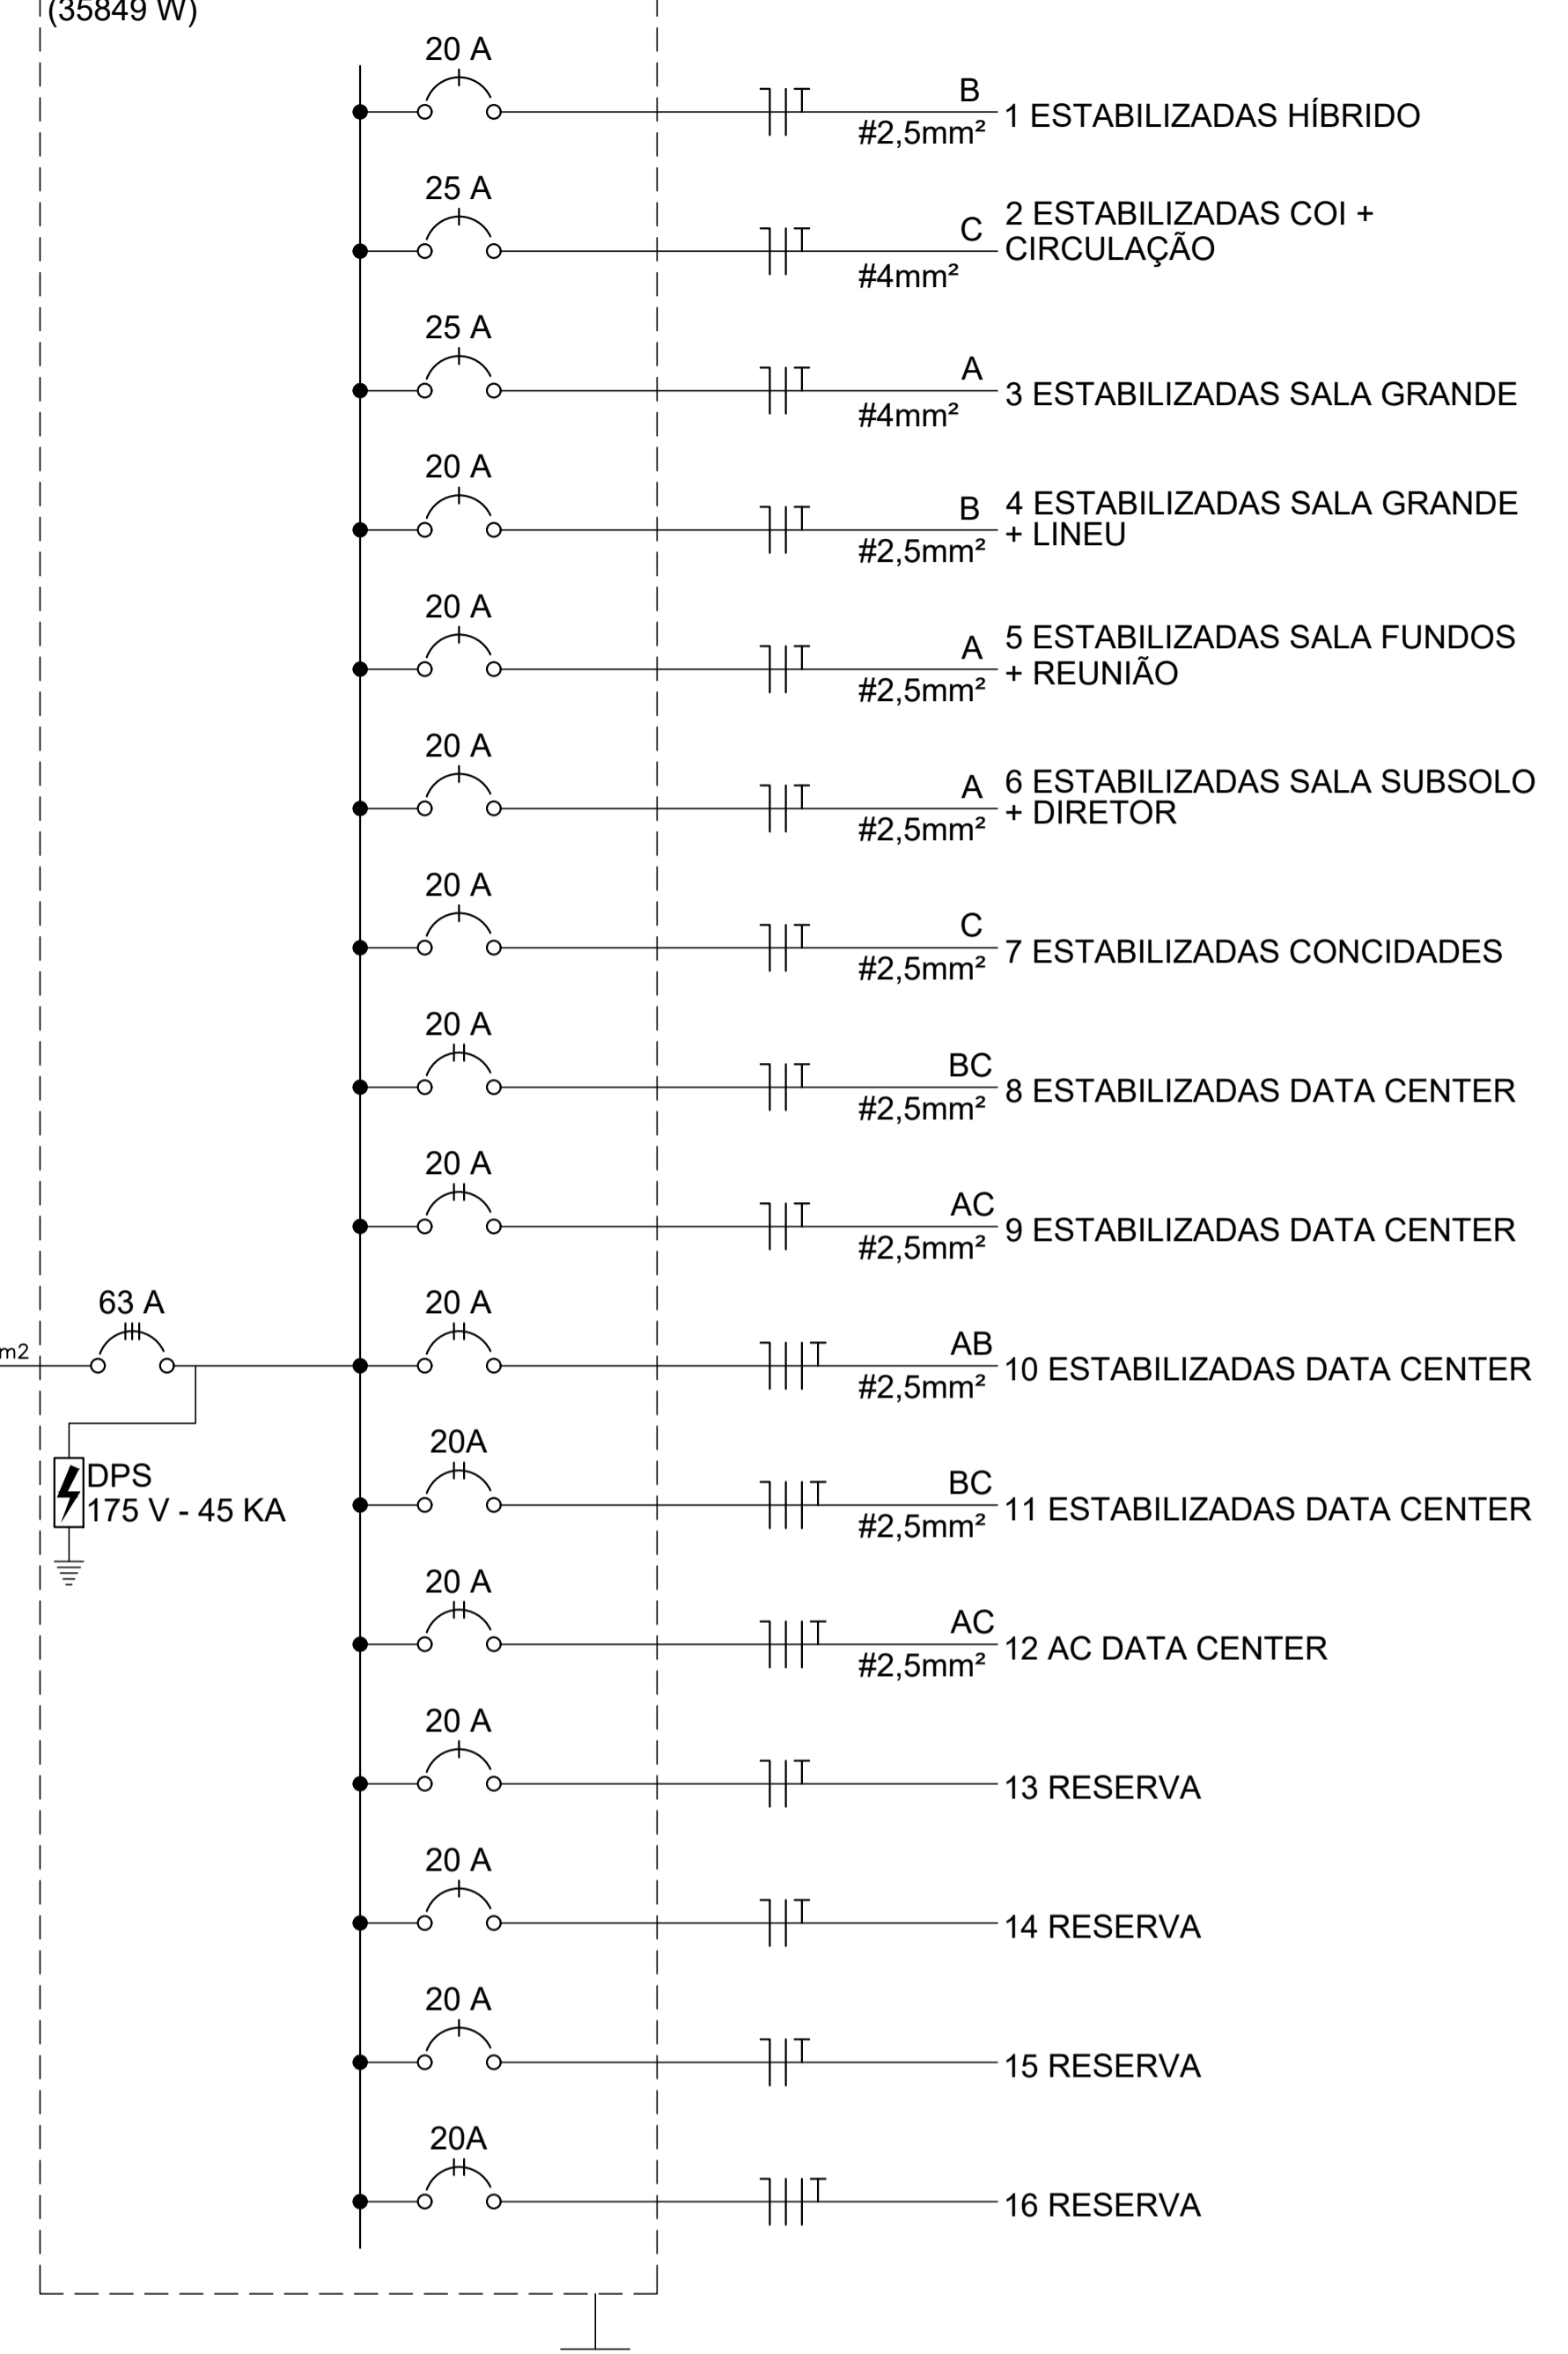 (35849 W)
20 A
B
#2,5mm²
1 ESTABILIZADAS HÍBRIDO
25 A
C
#4mm²
2 ESTABILIZADAS COI +
CIRCULAÇÃO
25 A
A
#4mm²
3 ESTABILIZADAS SALA GRANDE
20 A
B
#2,5mm²
4 ESTABILIZADAS SALA GRANDE
+ LINEU
20 A
A
#2,5mm²
5 ESTABILIZADAS SALA FUNDOS
+ REUNIÃO
20 A
A
#2,5mm²
6 ESTABILIZADAS SALA SUBSOLO
+ DIRETOR
20 A
C
#2,5mm²
7 ESTABILIZADAS CONCIDADES
20 A
BC
#2,5mm²
8 ESTABILIZADAS DATA CENTER
20 A
AC
#2,5mm²
9 ESTABILIZADAS DATA CENTER
m2
63 A
20 A
AB
#2,5mm²
10 ESTABILIZADAS DATA CENTER
DPS
175 V - 45 KA
20A
BC
#2,5mm²
11 ESTABILIZADAS DATA CENTER
20 A
AC
#2,5mm²
12 AC DATA CENTER
20 A
13 RESERVA
20 A
14 RESERVA
20 A
15 RESERVA
20A
16 RESERVA